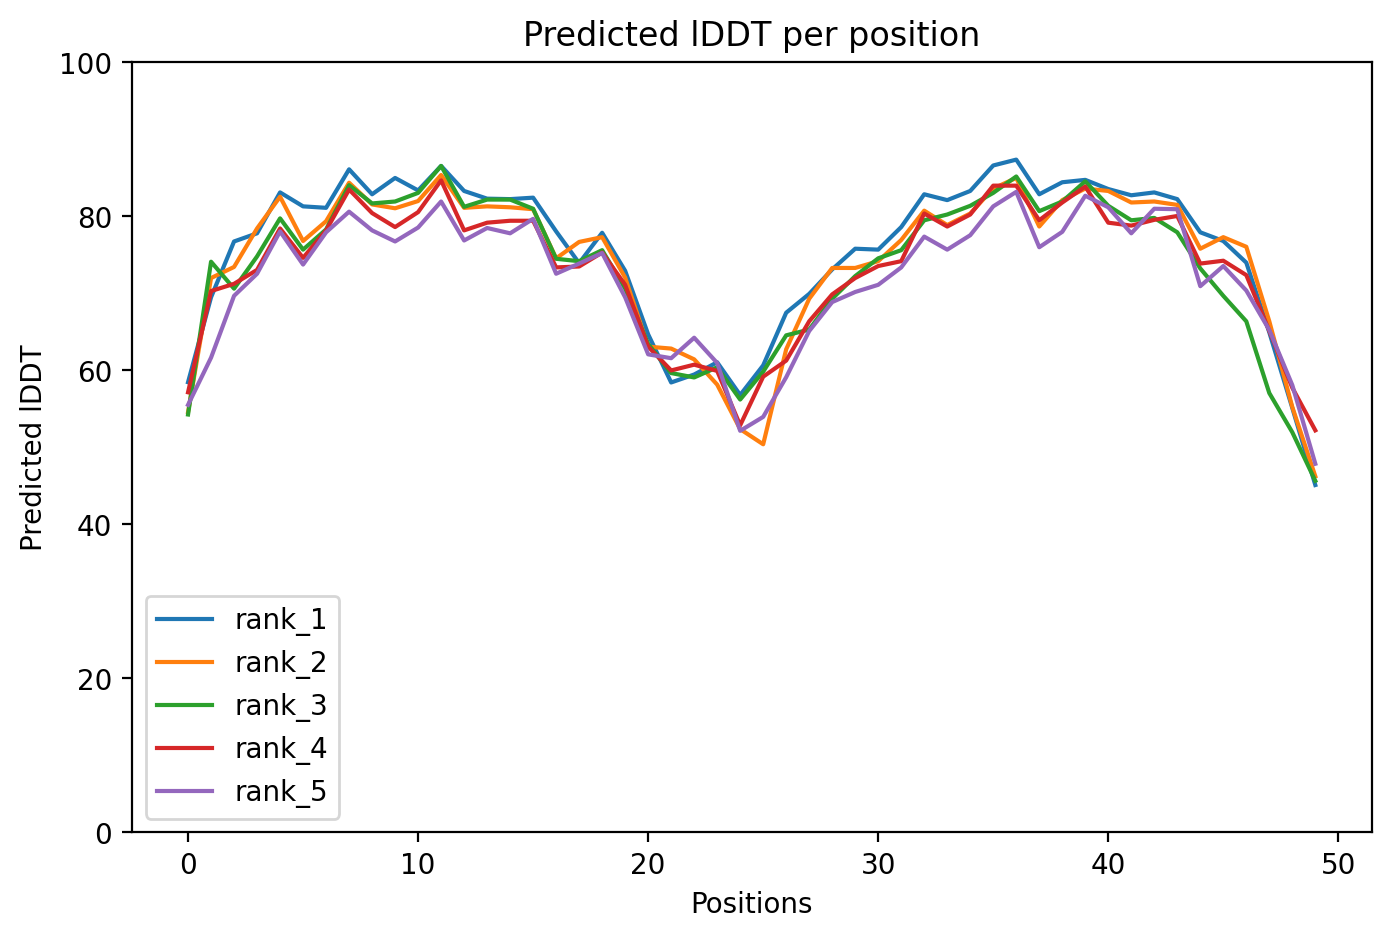 Predicted lDDT per position
Predicted lDDT
100
80
60
40
20
0
rank_1
rank_2
rank_3
rank_4
rank_5
0 10 20 30 40 50
Positions